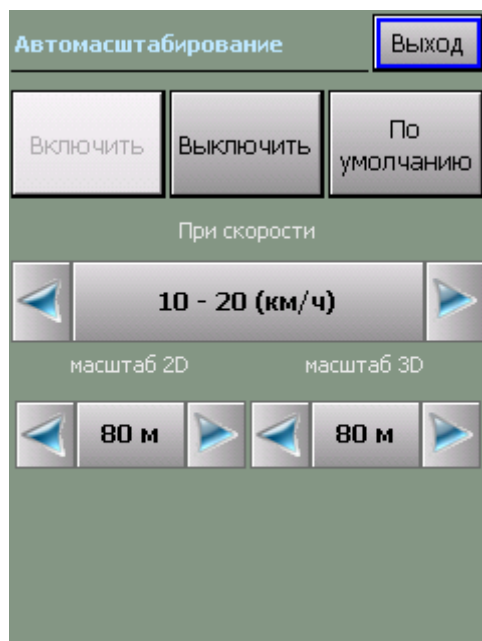 Автомасштабирование
Выход
Включить
Выключить
По
умолчанию
При скорости
10 - 20 (км/ч)
масштаб 2D
масштаб 3D
80 м
80 м